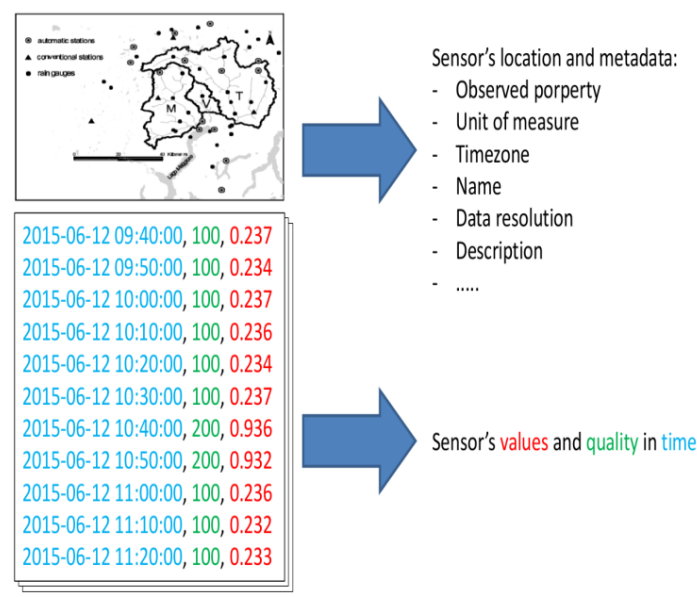 automatic stations
conventional stations
rain gauges
M
V
T
Kilometers
Lago Maggiore
Sensor's location and metadata:
- Observed porperty
- Unit of measure
- Timezone
- Name
- Data resolution
- Description
- .....
2015-06-12 09:40:00, 100, 0.237
2015-06-12 09:50:00, 100, 0.234
2015-06-12 10:00:00, 100, 0.237
2015-06-12 10:10:00, 100, 0.236
2015-06-12 10:20:00, 100, 0.234
2015-06-12 10:30:00, 100, 0.237
2015-06-12 10:40:00, 200, 0.936
2015-06-12 10:50:00, 200, 0.932
2015-06-12 11:00:00, 100, 0.236
2015-06-12 11:10:00, 100, 0.232
2015-06-12 11:20:00, 100, 0.233
Sensor's values and quality in time